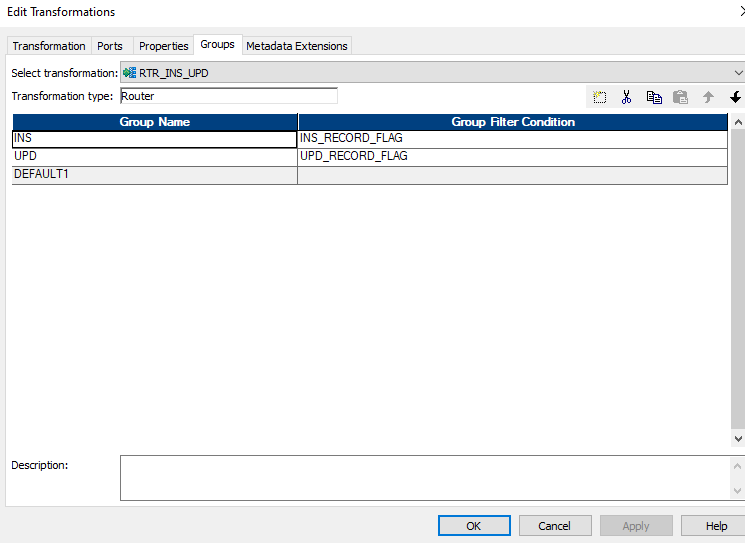 Edit Transformations
Transformation Ports Properties Groups Metadata Extensions
Select transformation: RTR_INS_UPD
Transformation type: Router
Group Name Group Filter Condition
INS INS_RECORD_FLAG
UPD UPD_RECORD_FLAG
DEFAULT1
Description:
OK Cancel Apply Help